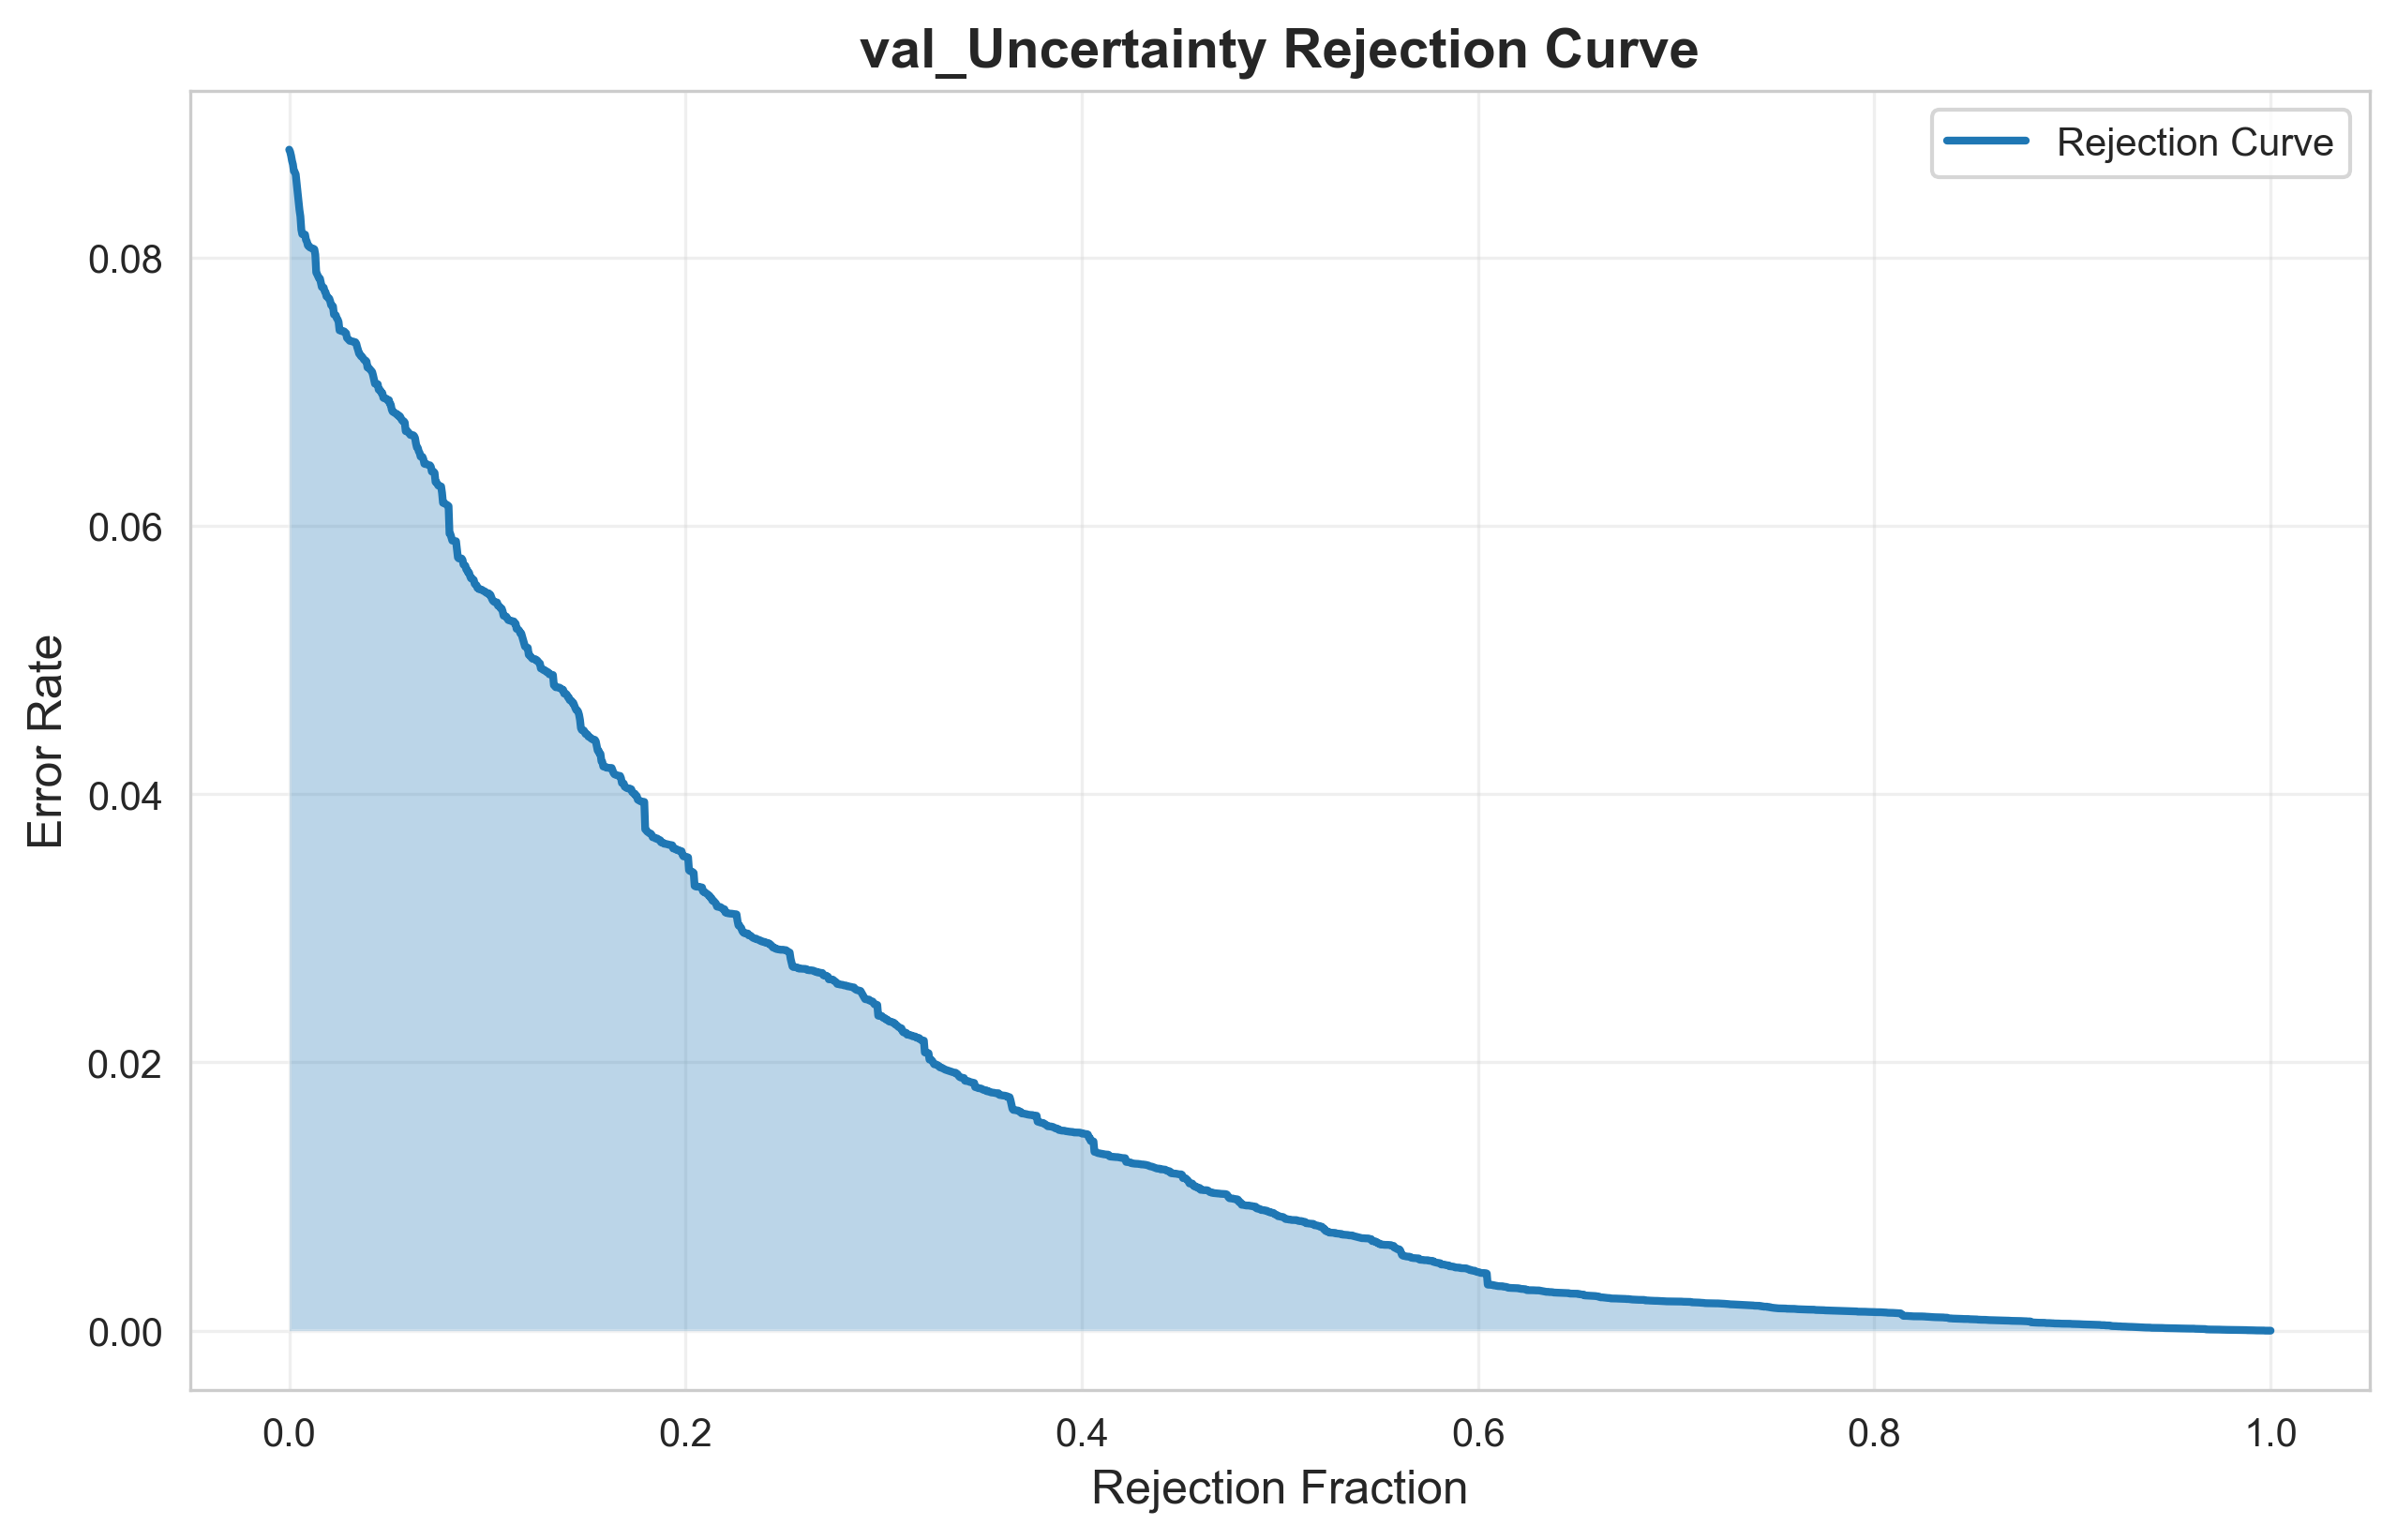 val_Uncertainty Rejection Curve
Rejection Curve
0.08
0.06
0.04
0.02
0.00
Error Rate
0.0 0.2 0.4 0.6 0.8 1.0
Rejection Fraction